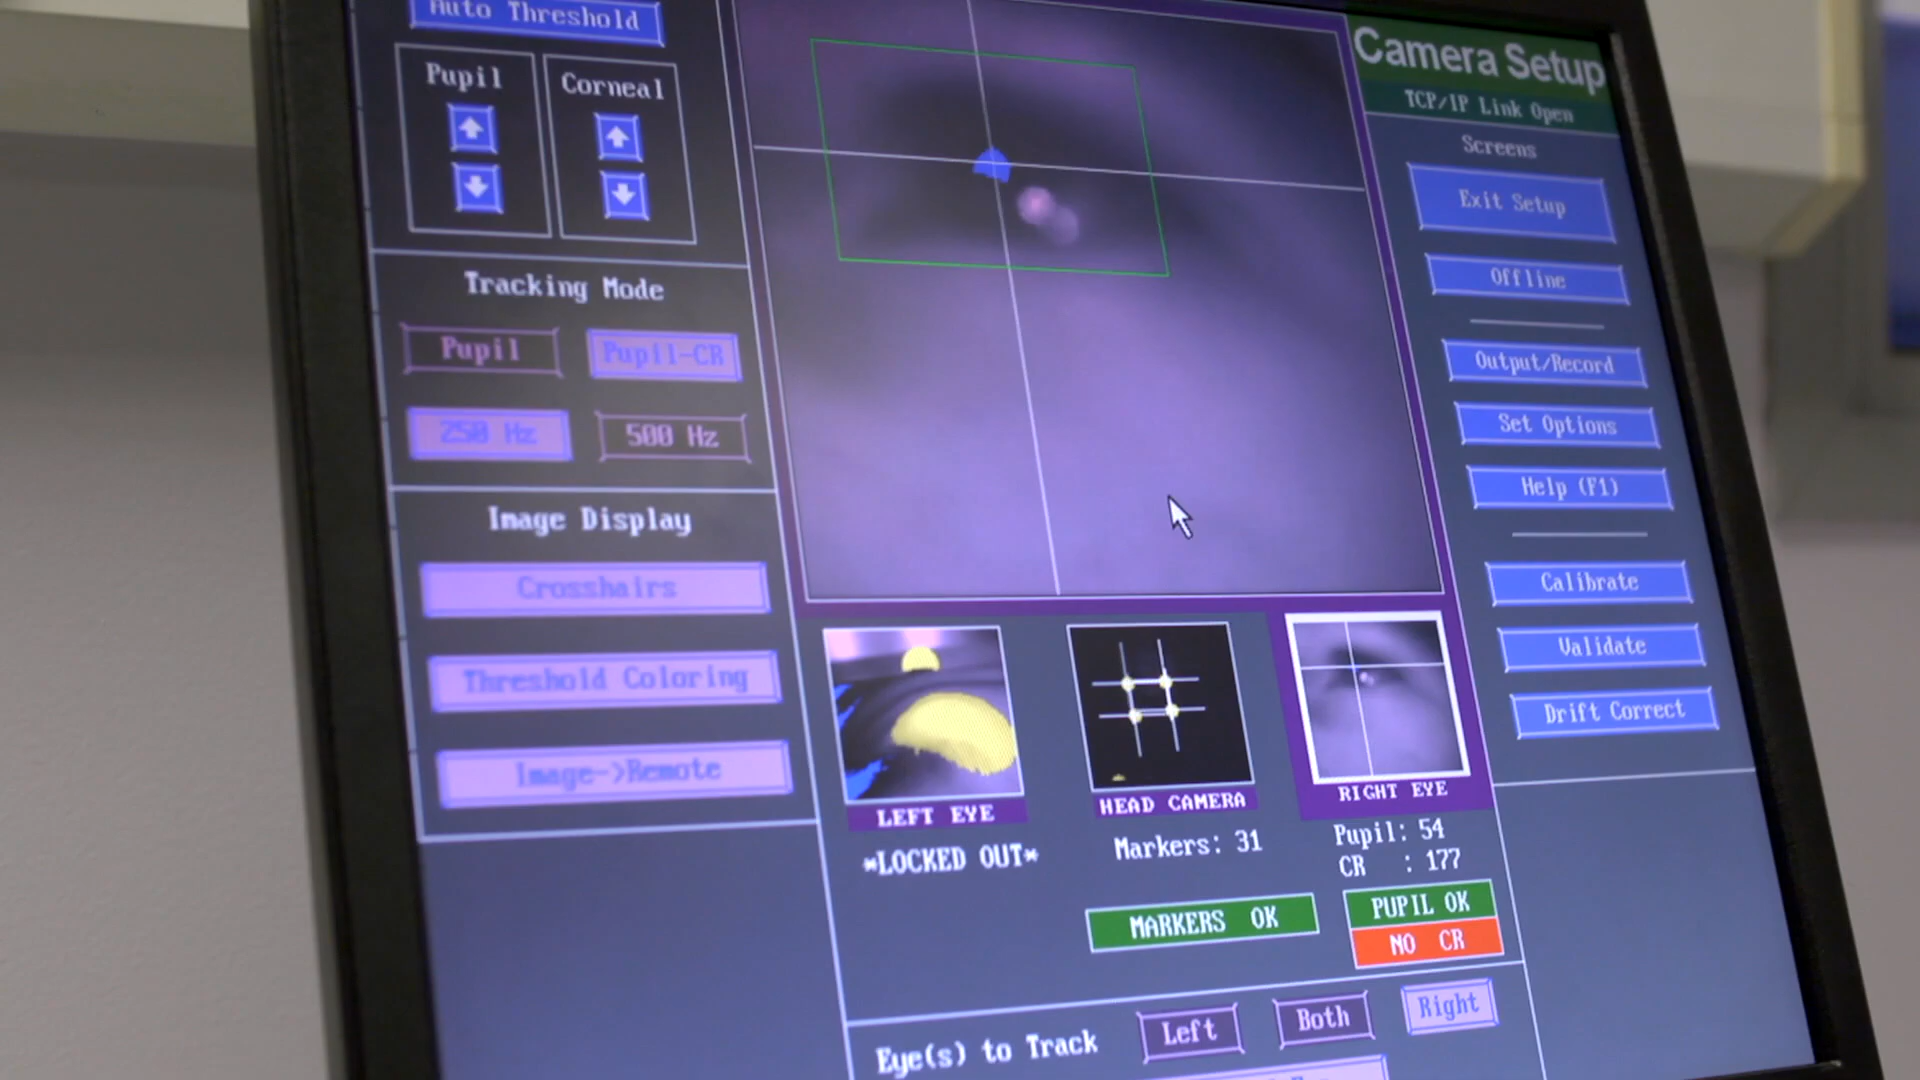 Auto Threshold
Pupil
Corneal
Tracking Mode
Pupil
Pupil-CR
250 Hz
500 Hz
Image Display
Crosshairs
Threshold Coloring
Image->Remote
LEFT EYE
*LOCKED OUT*
HEAD CAMERA
Markers: 31
MARKERS OK
RIGHT EYE
Pupil: 54
CR : 177
PUPIL OK
NO CR
Eye(s) to Track
Left
Both
Right
Camera Setup
TCP/IP Link Open
Screens
Exit Setup
Offline
Output/Record
Set Options
Help (F1)
Calibrate
Validate
Drift Correct